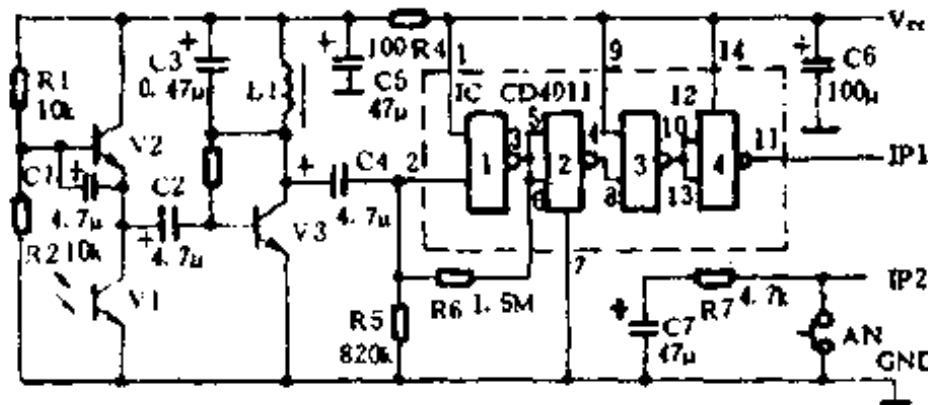 Vcc
R1
10k
V2
C1
4.7μ
R2
10k
V1
C3
0.47μ
L1
C2
4.7μ
V3
C5
47μ
100
R4
C4
4.7μ
1
9
14
IC
CD4011
C6
100μ
2
1
3
5
6
2
4
8
3
10
12
13
4
11
IP1
7
R6
1.5M
R5
820k
C7
47μ
R7
4.7k
IP2
AN
GND